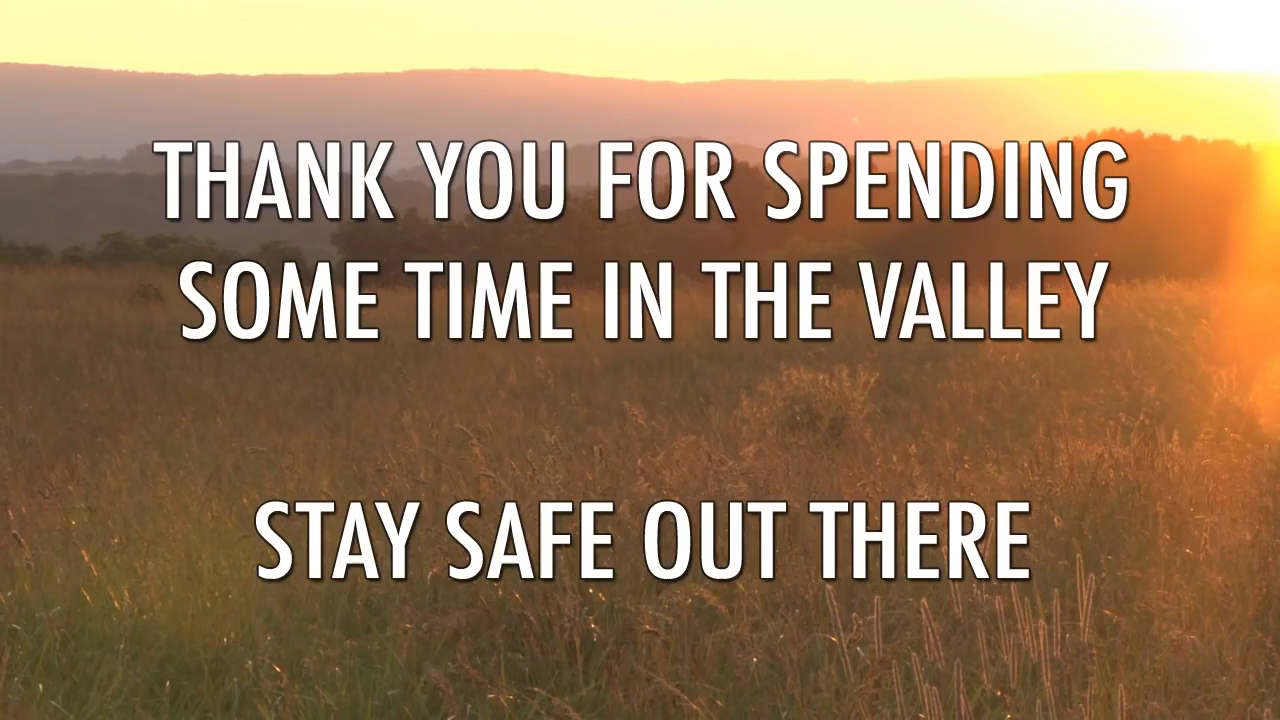 THANK YOU FOR SPENDING
SOME TIME IN THE VALLEY
STAY SAFE OUT THERE